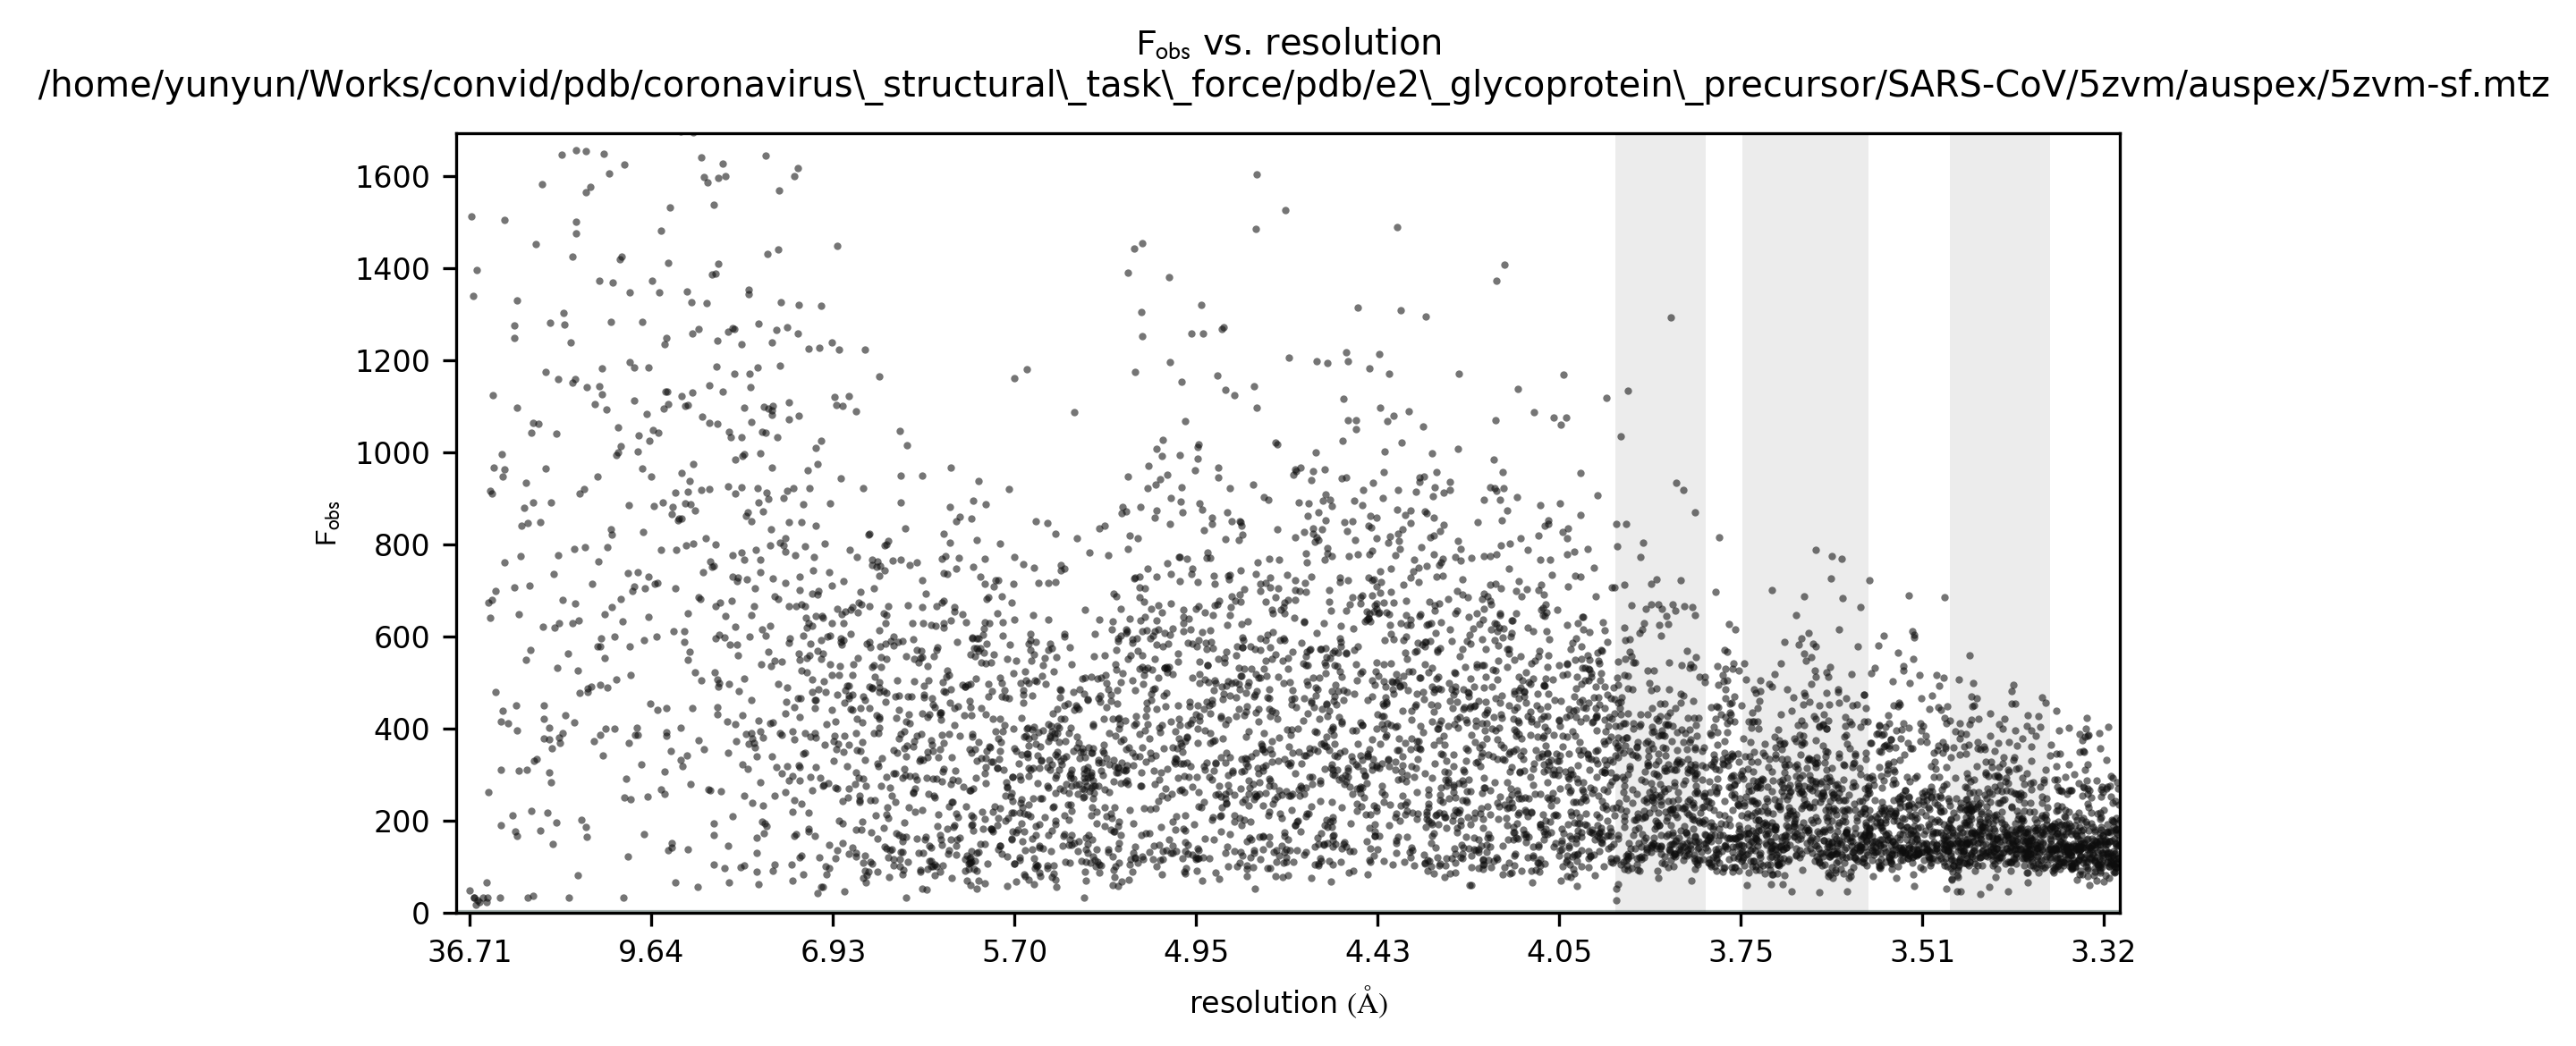 F_obs vs. resolution
/home/yunyun/Works/convid/pdb/coronavirus\_structural\_task\_force/pdb/e2\_glycoprotein\_precursor/SARS-CoV/5zvm/auspex/5zvm-sf.mtz
1600
1400
1200
1000
800
600
400
200
0
F_obs
36.71 9.64 6.93 5.70 4.95 4.43 4.05 3.75 3.51 3.32
resolution (Å)